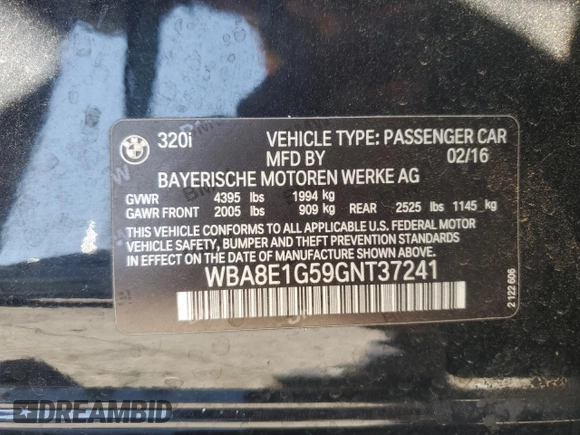 320i VEHICLE TYPE: PASSENGER CAR
MFD BY 02/16
BAYERISCHE MOTOREN WERKE AG
GVWR 4395 lbs 1994 kg
GAWR FRONT 2005 lbs 909 kg REAR 2525 lbs 1145 kg
THIS VEHICLE CONFORMS TO ALL APPLICABLE U.S. FEDERAL MOTOR
VEHICLE SAFETY, BUMPER AND THEFT PREVENTION STANDARDS IN
EFFECT ON THE DATE OF MANUFACTURE SHOWN ABOVE.
WBA8E1G59GNT37241
2 122 606
DREAMBID